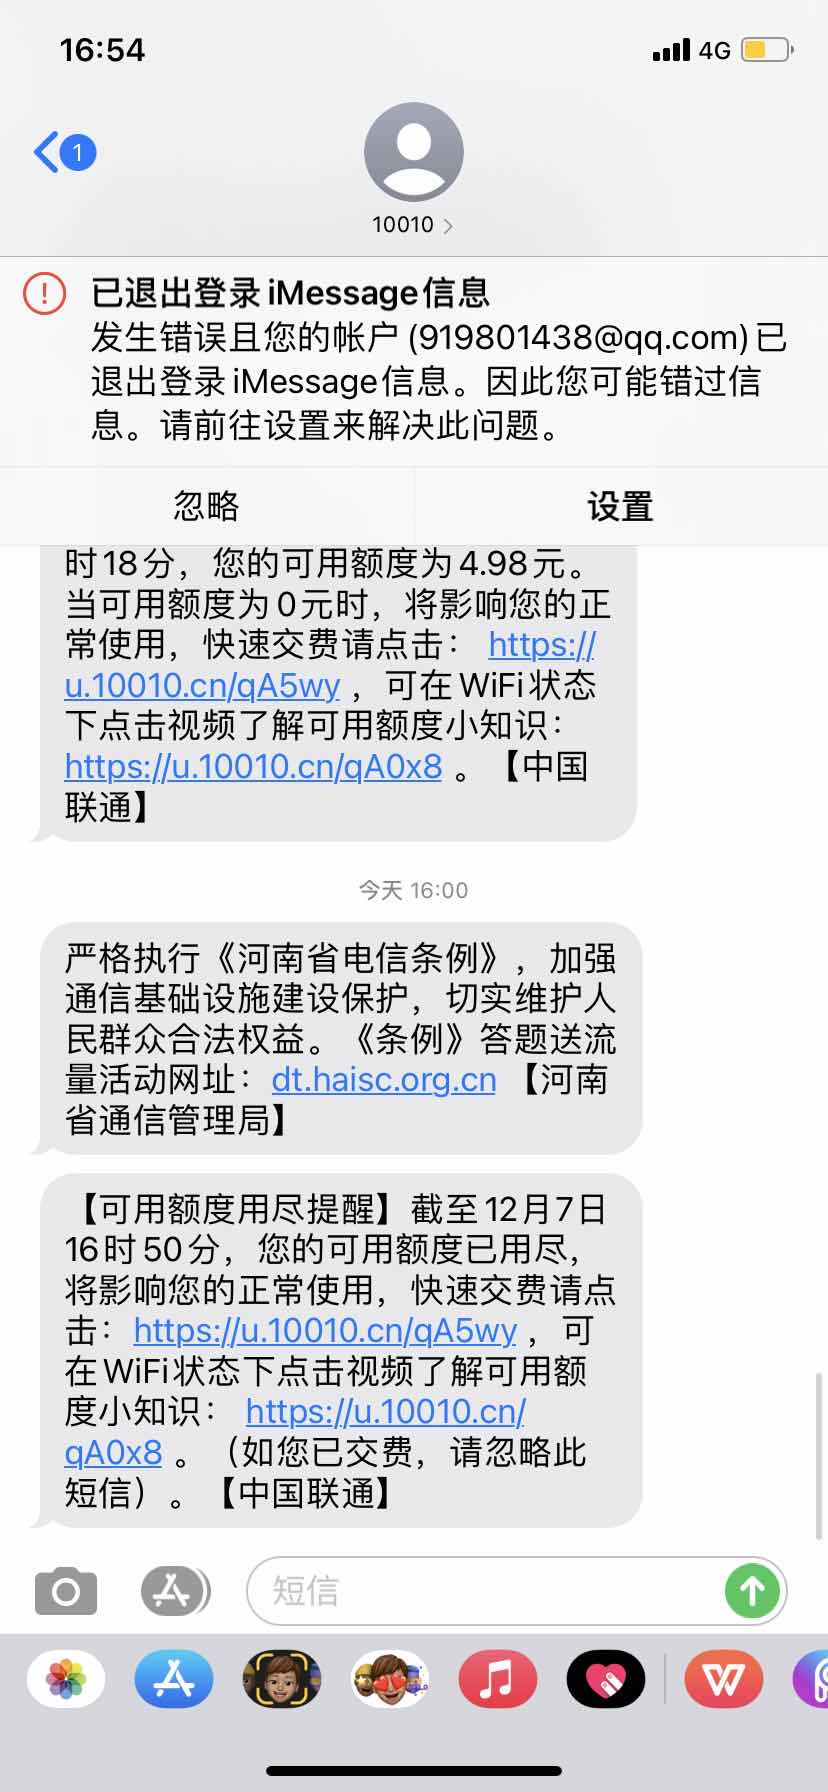 16:54
4G
1
10010
已退出登录iMessage信息
发生错误且您的帐户(919801438@qq.com)已
退出登录iMessage信息。因此您可能错过信
息。请前往设置来解决此问题。
忽略
设置
时18分，您的可用额度为4.98元。
当可用额度为0元时，将影响您的正
常使用，快速交费请点击： https://
u.10010.cn/qA5wy ，可在WiFi状态
下点击视频了解可用额度小知识：
https://u.10010.cn/qA0x8 。【中国
联通】
今天 16:00
严格执行《河南省电信条例》，加强
通信基础设施建设保护，切实维护人
民群众合法权益。《条例》答题送流
量活动网址：dt.haisc.org.cn 【河南
省通信管理局】
【可用额度用尽提醒】截至12月7日
16时50分，您的可用额度已用尽，
将影响您的正常使用，快速交费请点
击：https://u.10010.cn/qA5wy ，可
在WiFi状态下点击视频了解可用额
度小知识： https://u.10010.cn/
qA0x8 。（如您已交费，请忽略此
短信）。【中国联通】
短信